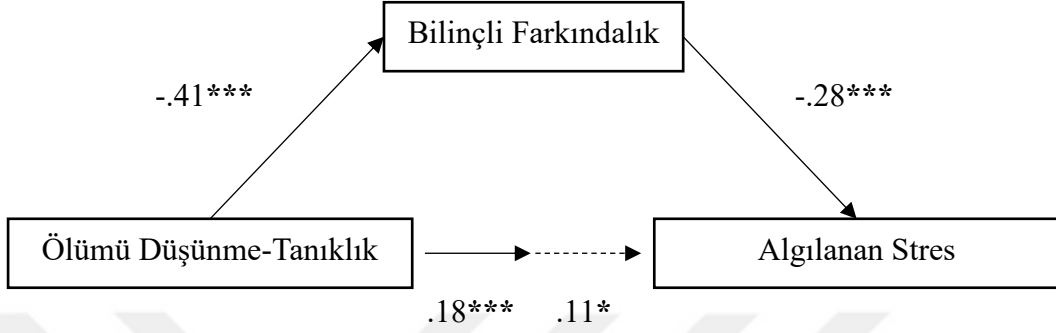 Bilinçli Farkındalık
-.41***
-.28***
Ölümü Düşünme-Tanıklık
Algılanan Stres
.18*** .11*